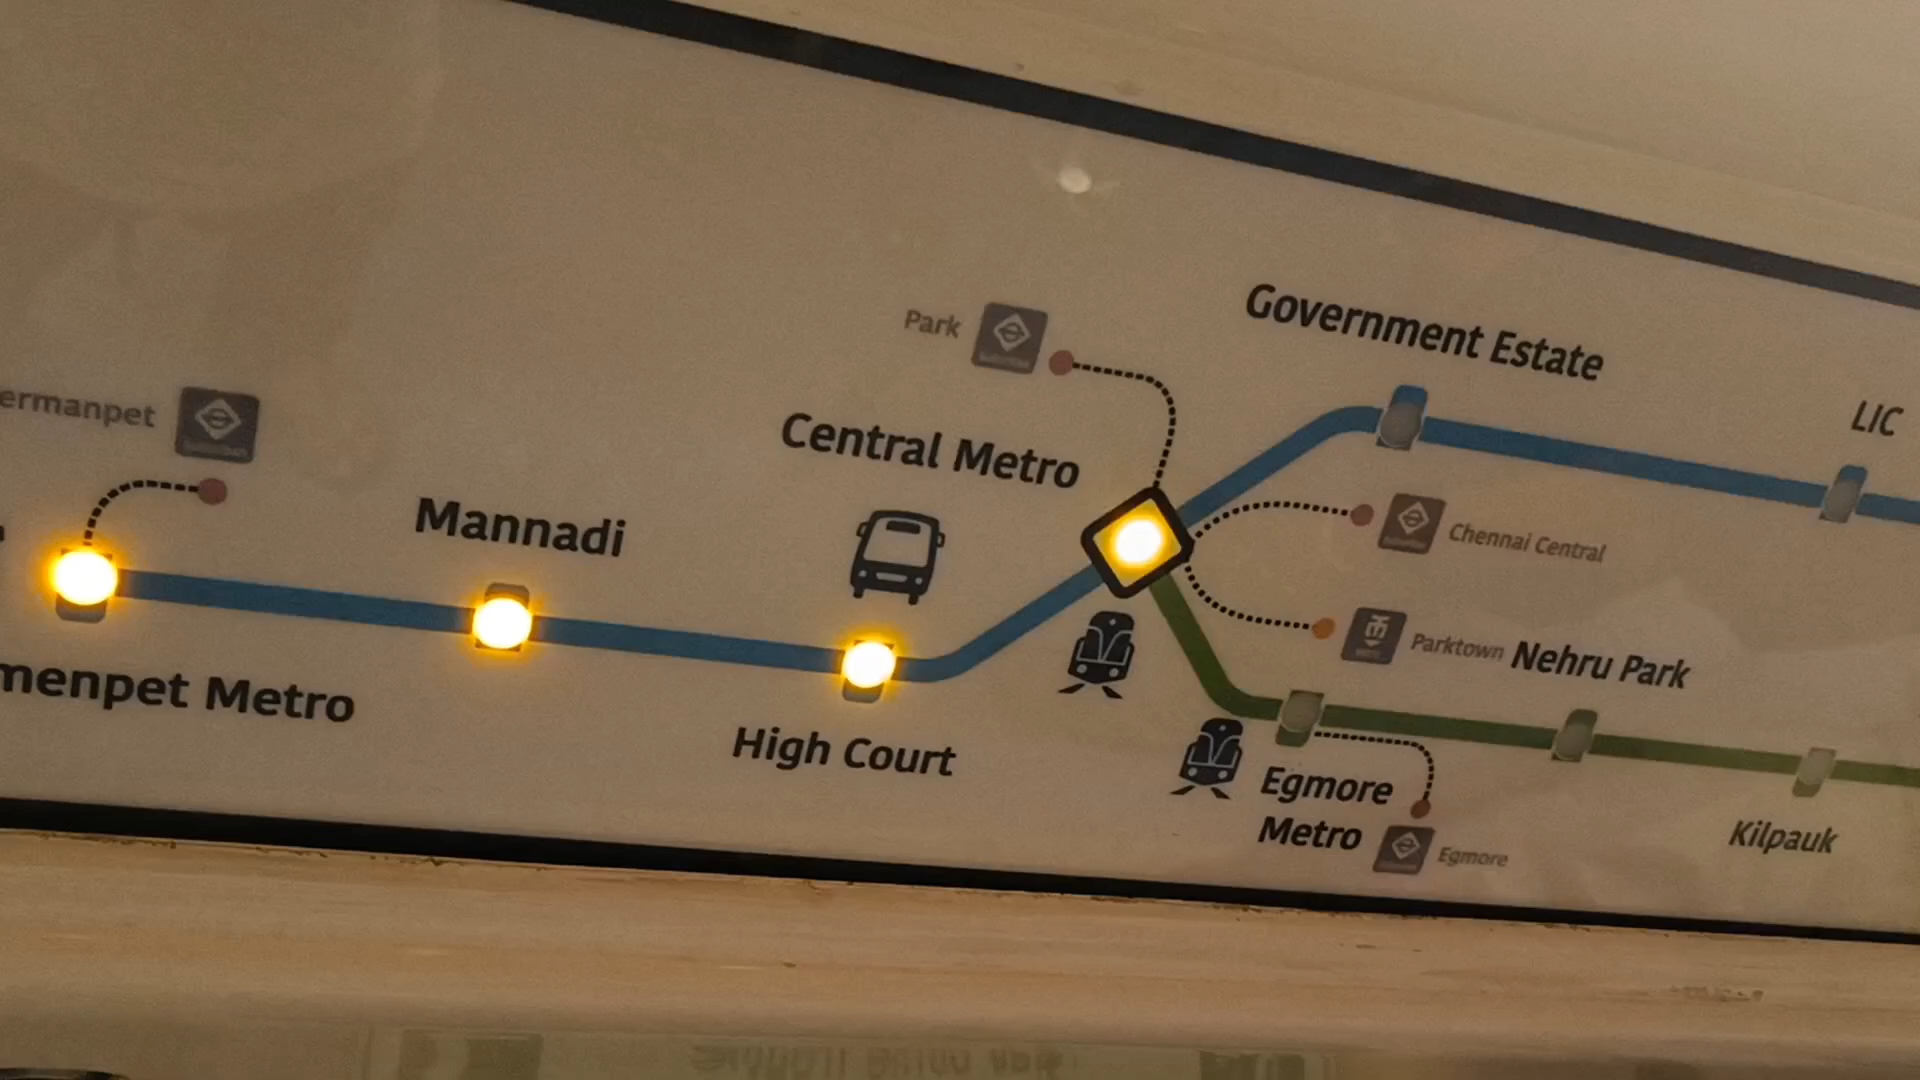 Government Estate
Park
LIC
ermanpet
Central Metro
Mannadi
Chennai Central
Parktown
Nehru Park
menpet Metro
High Court
Egmore
Metro
Egmore
Kilpauk